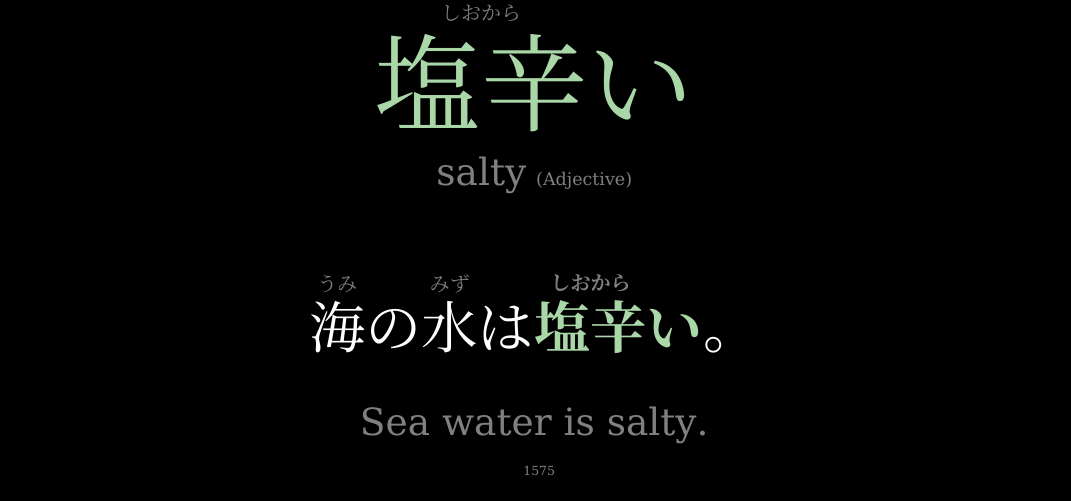 しおから
塩辛い
salty (Adjective)
うみ みず しおから
海の水は塩辛い。
Sea water is salty.
1575